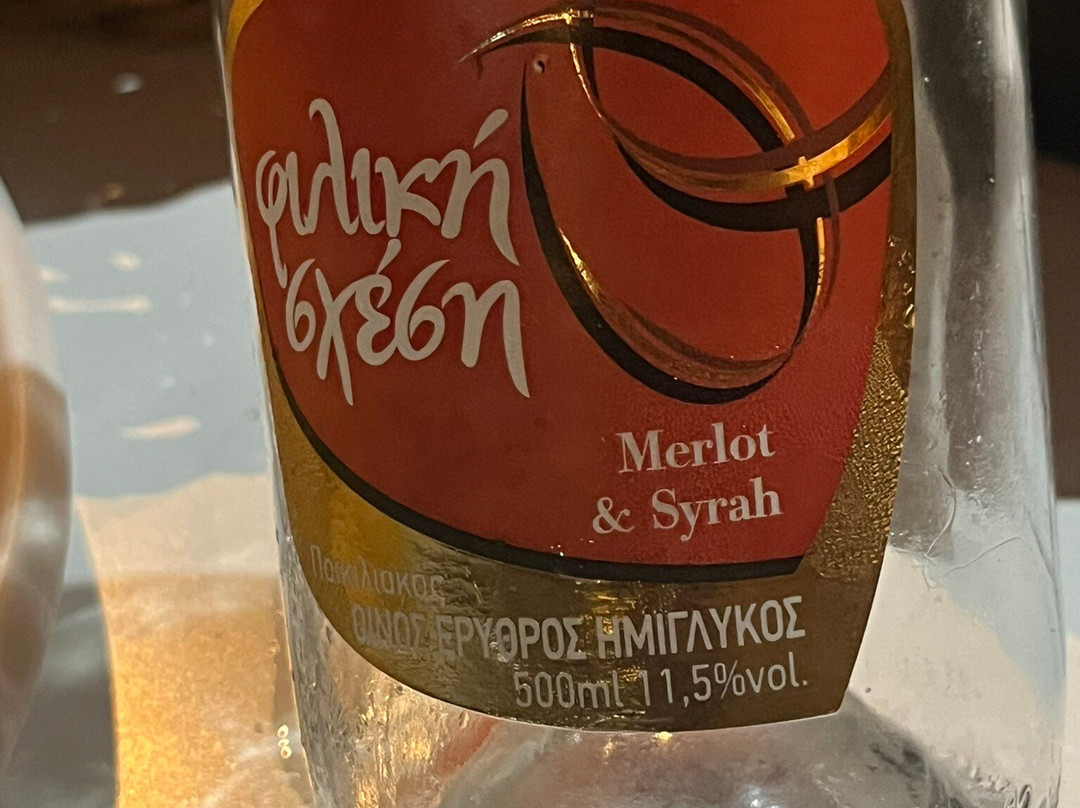 φιλική
σχέση
Merlot
& Syrah
Ποικιλιακός
ΟΙΝΟΣ ΕΡΥΘΡΟΣ ΗΜΙΓΛΥΚΟΣ
500ml 11,5%vol.